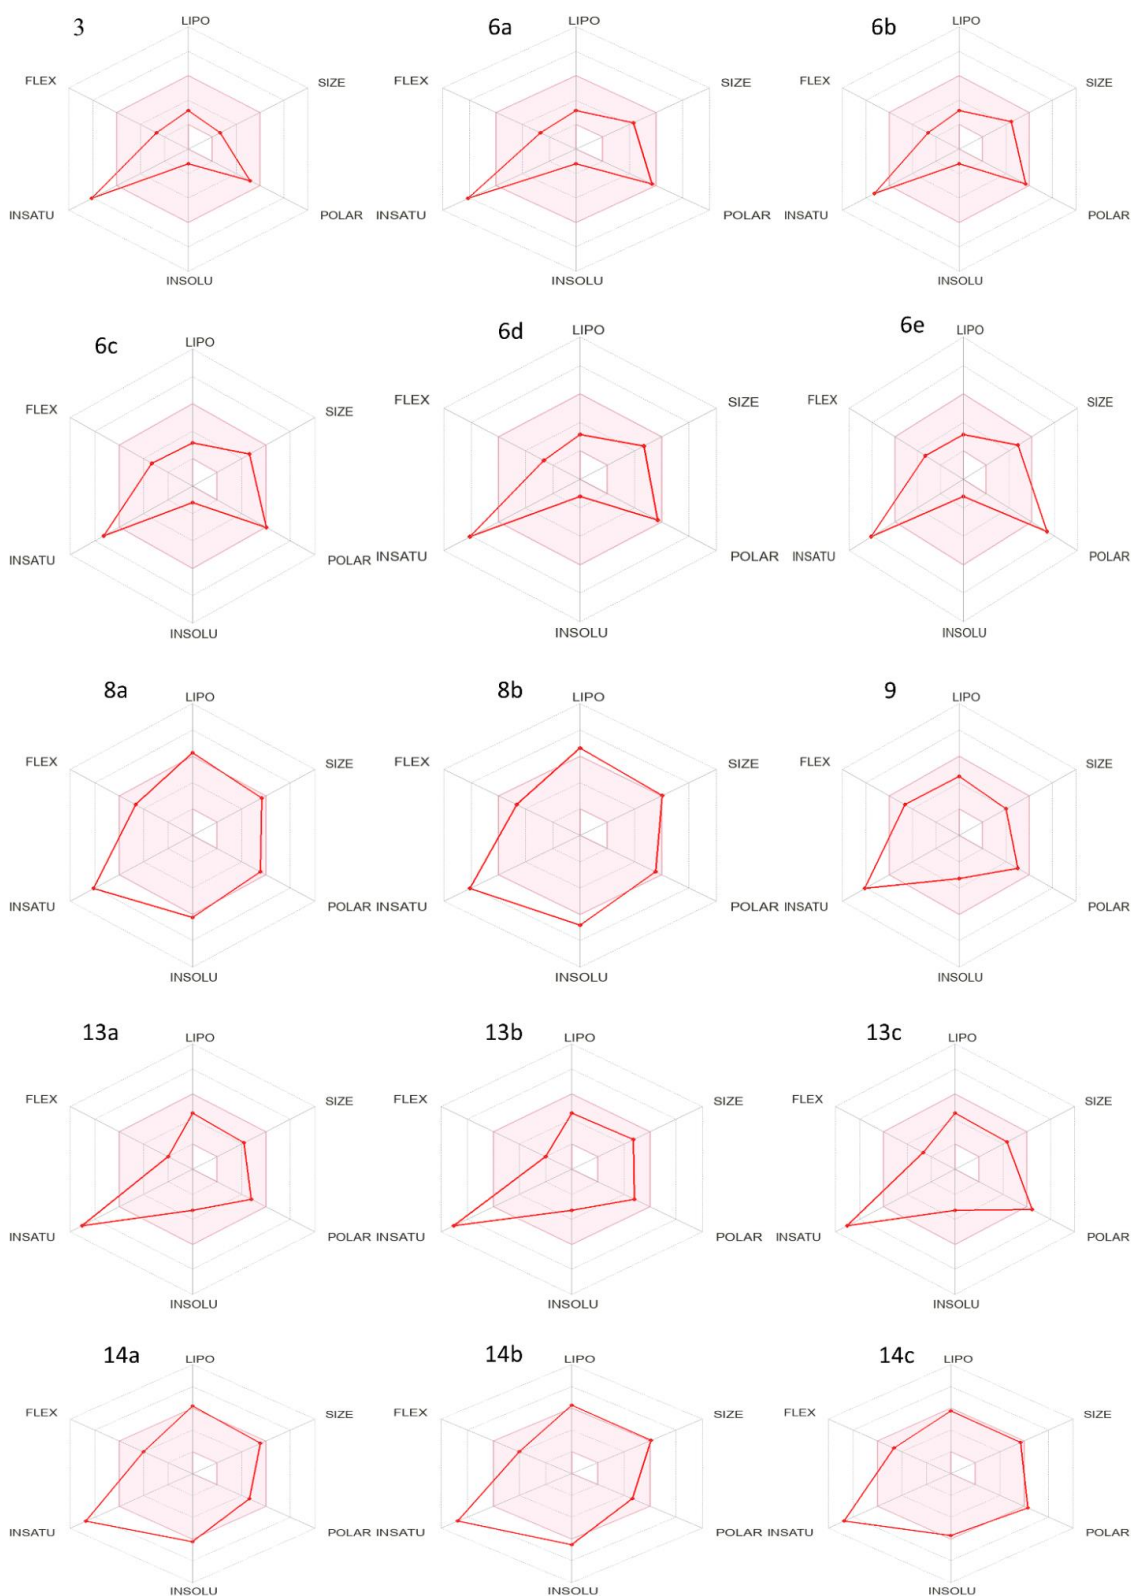 3
LIPO
FLEX
SIZE
INSATU
POLAR
INSOLU
6a
LIPO
FLEX
SIZE
INSATU
POLAR
INSOLU
6b
LIPO
FLEX
SIZE
INSATU
POLAR
INSOLU
6c
LIPO
FLEX
SIZE
INSATU
POLAR
INSOLU
6d
LIPO
FLEX
SIZE
INSATU
POLAR
INSOLU
6e
LIPO
FLEX
SIZE
INSATU
POLAR
INSOLU
8a
LIPO
FLEX
SIZE
INSATU
POLAR
INSOLU
8b
LIPO
FLEX
SIZE
INSATU
POLAR
INSOLU
9
LIPO
FLEX
SIZE
INSATU
POLAR
INSOLU
13a
LIPO
FLEX
SIZE
INSATU
POLAR
INSOLU
13b
LIPO
FLEX
SIZE
INSATU
POLAR
INSOLU
13c
LIPO
FLEX
SIZE
INSATU
POLAR
INSOLU
14a
LIPO
FLEX
SIZE
INSATU
POLAR
INSOLU
14b
LIPO
FLEX
SIZE
INSATU
POLAR
INSOLU
14c
LIPO
FLEX
SIZE
INSATU
POLAR
INSOLU